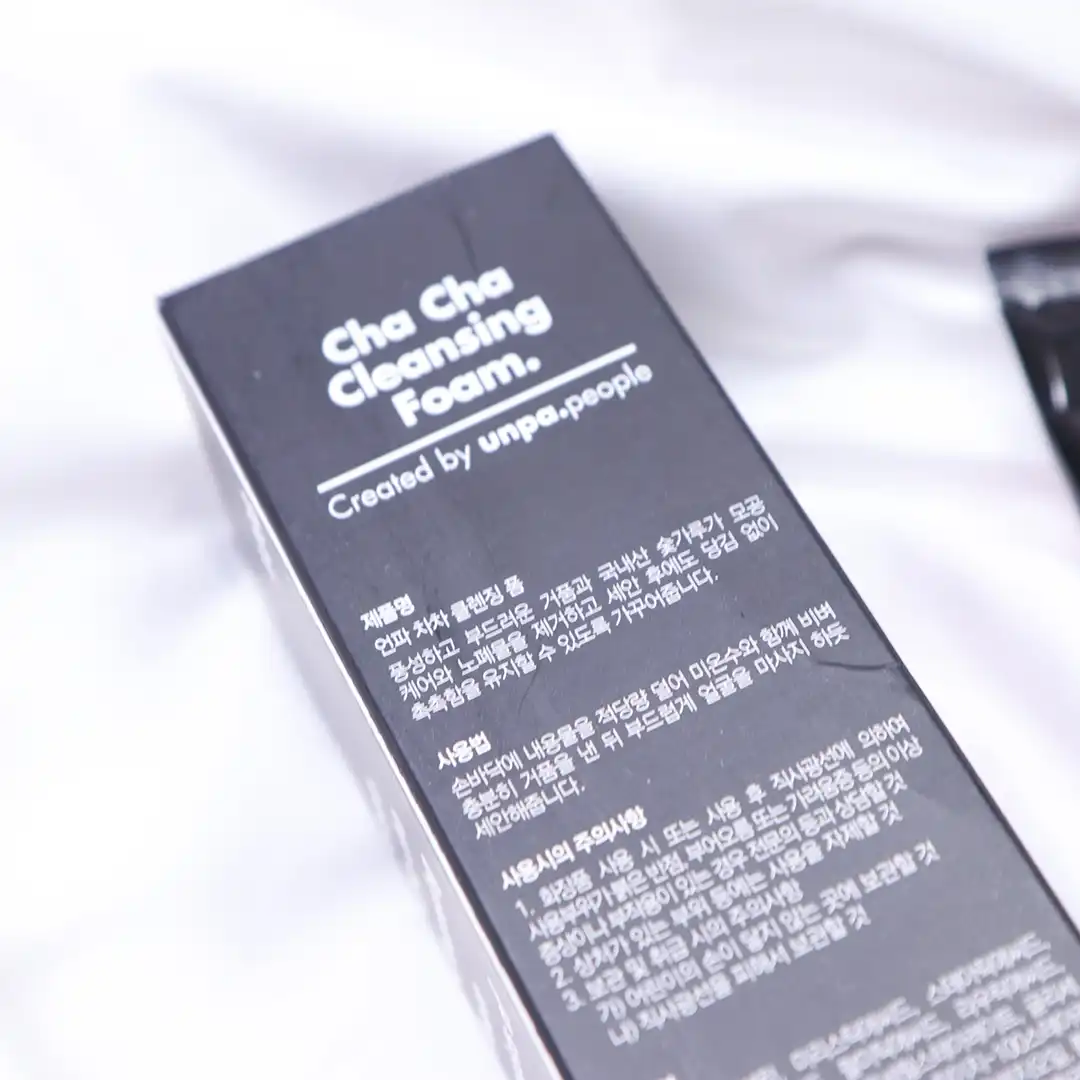 Cha Cha
Cleansing
Foam.
Created by unpa.people
제품명
언파 차차 클렌징 폼
풍성하고 부드러운 거품과 국내산 숯가루가 모공
케어와 노폐물을 제거하고 세안 후에도 당김 없이
촉촉함을 유지할 수 있도록 가꾸어줍니다.
사용법
손바닥에 내용물을 적당량 덜어 미온수와 함께 비벼
충분히 거품을 낸 뒤 부드럽게 얼굴을 마사지 하듯
세안해줍니다.
사용시의 주의사항
1. 화장품 사용 시 또는 사용 후 직사광선에 의하여
사용부위가 붉은 반점, 부어오름 또는 가려움증 등의 이상
증상이나 부작용이 있는 경우 전문의 등과 상담할 것
2. 상처가 있는 부위 등에는 사용을 자제할 것
3. 보관 및 취급 시의 주의사항
가) 어린이의 손이 닿지 않는 곳에 보관할 것
나) 직사광선을 피해서 보관할 것